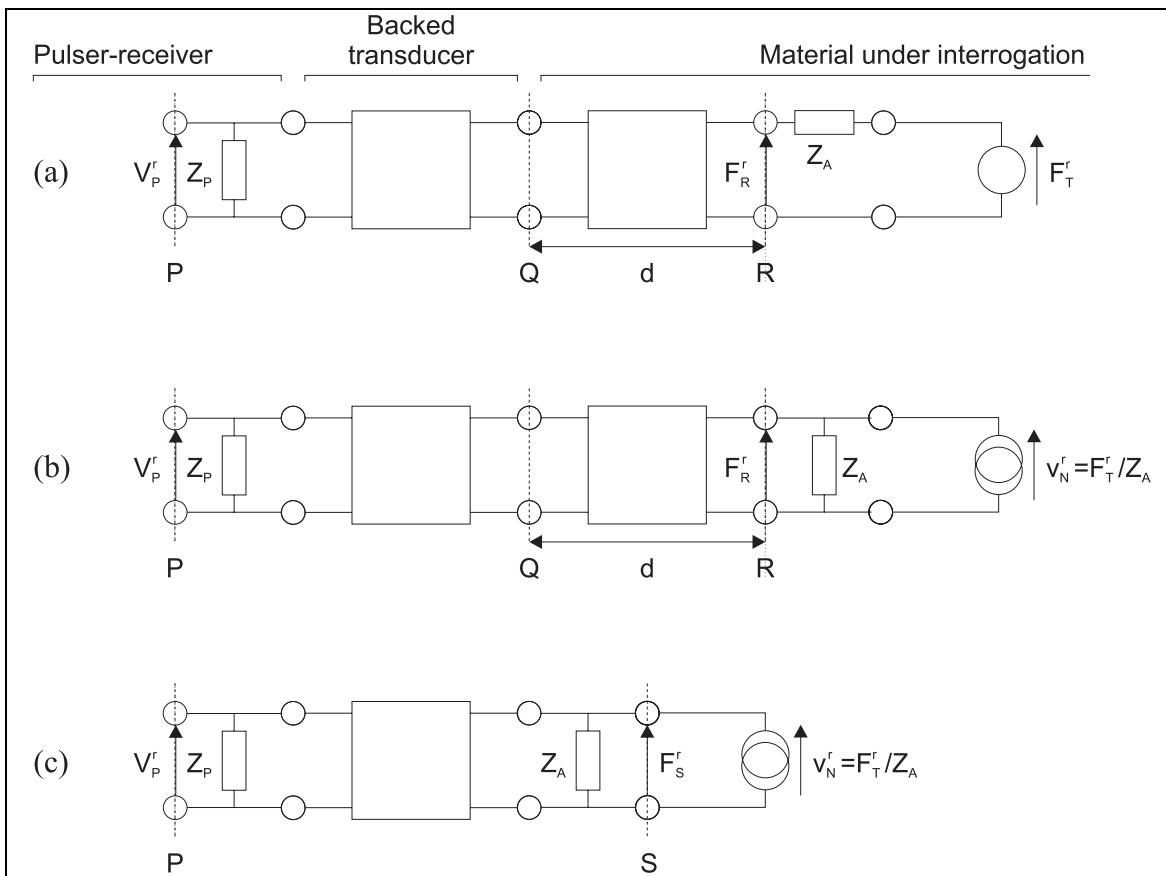 Backed
Pulser-receiver transducer Material under interrogation
(a) V_P^r Z_P F_R^r Z_A F_T^r
P Q d R
(b) V_P^r Z_P F_R^r Z_A v_N^r=F_T^r/Z_A
P Q d R
(c) V_P^r Z_P Z_A F_S^r v_N^r=F_T^r/Z_A
P S